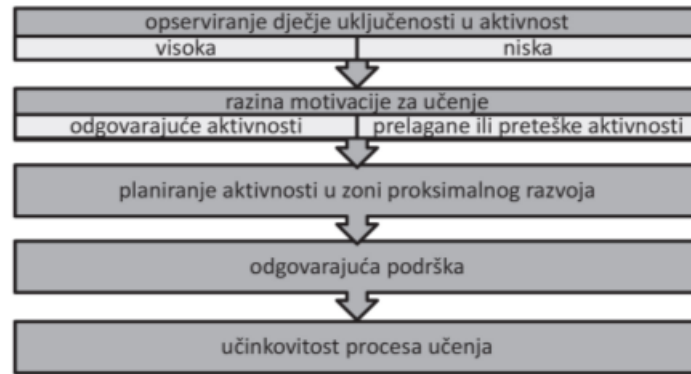 opserviranje dječje uključenosti u aktivnost
visoka niska
razina motivacije za učenje
odgovarajuće aktivnosti prelagane ili preteške aktivnosti
planiranje aktivnosti u zoni proksimalnog razvoja
odgovarajuća podrška
učinkovitost procesa učenja